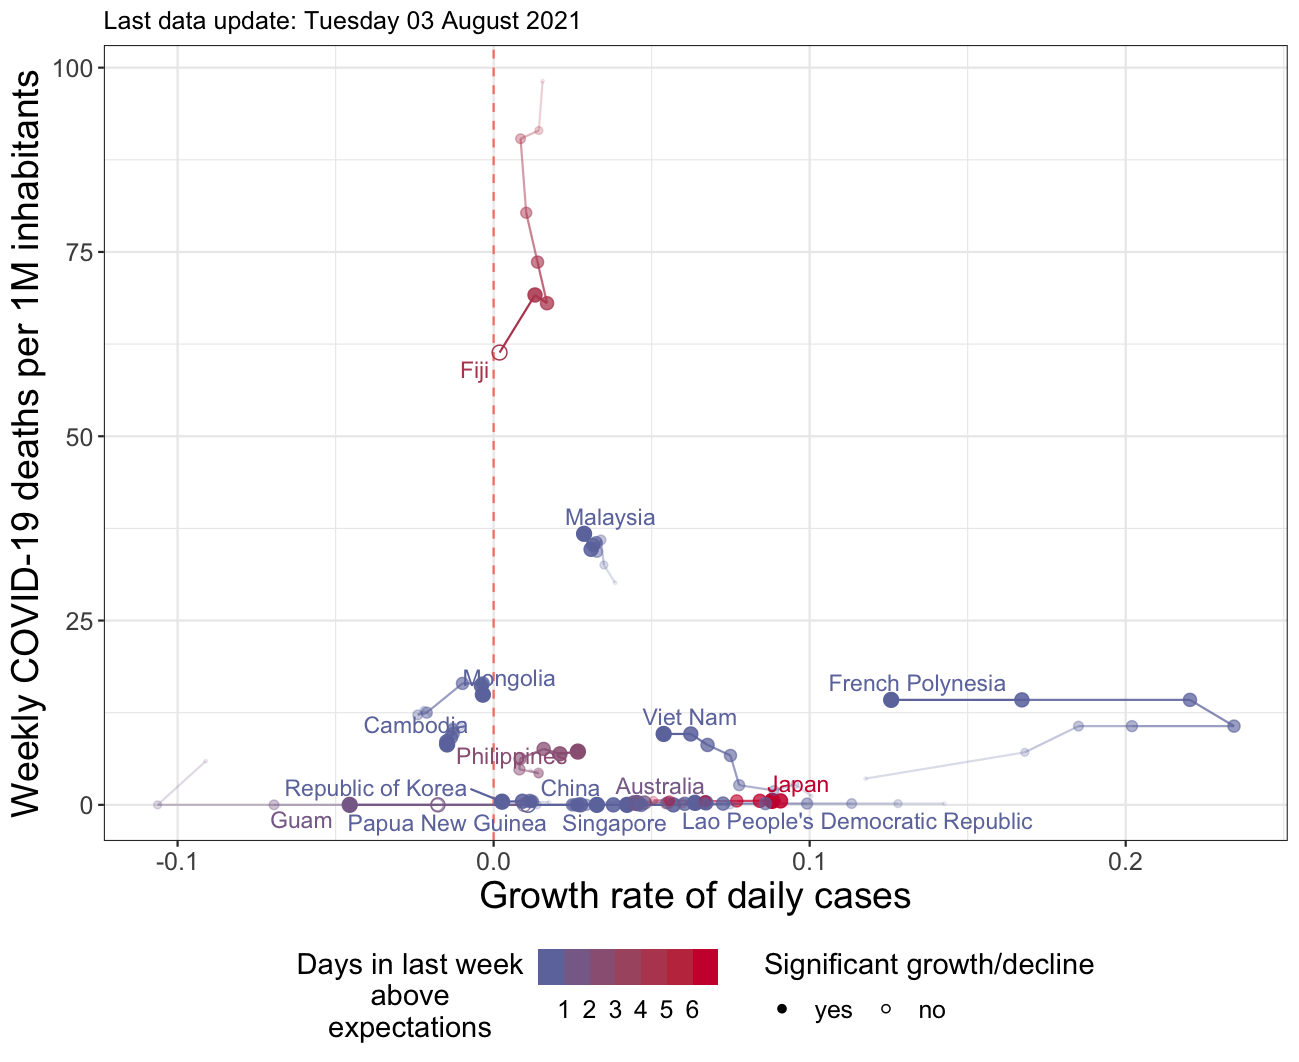 Last data update: Tuesday 03 August 2021
Weekly COVID-19 deaths per 1M inhabitants
100
75
50
25
0
Fiji
Malaysia
Mongolia
French Polynesia
Cambodia
Viet Nam
Philippines
Republic of Korea
China
Australia
Japan
Guam
Papua New Guinea
Singapore
Lao People's Democratic Republic
-0.1
0.0
0.1
0.2
Growth rate of daily cases
Days in last week
above
expectations
1 2 3 4 5 6
Significant growth/decline
yes
no